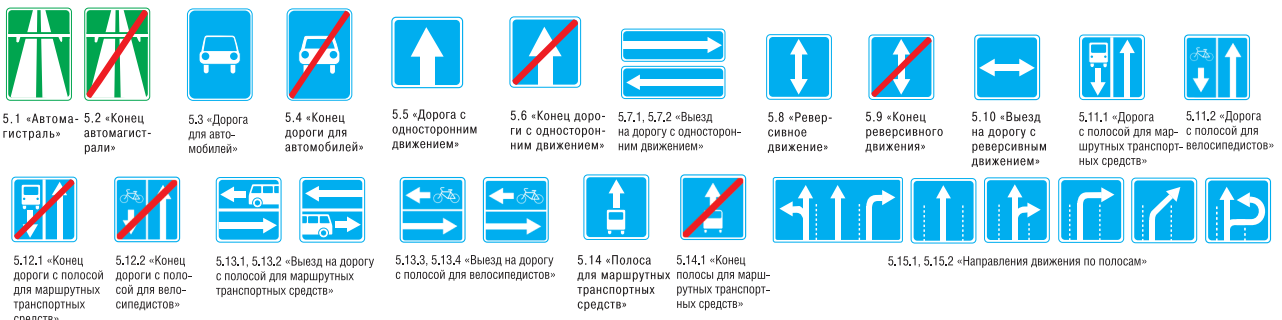 5.1 «Автома-
гистраль»
5.2 «Конец
автомагист-
рали»
5.3 «Дорога
для авто-
мобилей»
5.4 «Конец
дороги для
автомобилей»
5.5 «Дорога с
односторонним
движением»
5.6 «Конец доро-
ги с односторон-
ним движением»
5.7.1, 5.7.2 «Выезд
на дорогу с односторон-
ним движением»
5.8 «Ревер-
сивное
движение»
5.9 «Конец
реверсивного
движения»
5.10 «Выезд
на дорогу с
реверсивным
движением»
5.11.1 «Дорога
с полосой для мар-
шрутных транспорт-
ных средств»
5.11.2 «Дорога
с полосой для
велосипедистов»
5.12.1 «Конец
дороги с полосой
для маршрутных
транспортных
средств»
5.12.2 «Конец
дороги с поло-
сой для вело-
сипедистов»
5.13.1, 5.13.2 «Выезд на дорогу
с полосой для маршрутных
транспортных средств»
5.13.3, 5.13.4 «Выезд на дорогу
с полосой для велосипедистов»
5.14 «Полоса
для маршрутных
транспортных
средств»
5.14.1 «Конец
полосы для марш-
рутных транспорт-
ных средств»
5.15.1, 5.15.2 «Направления движения по полосам»